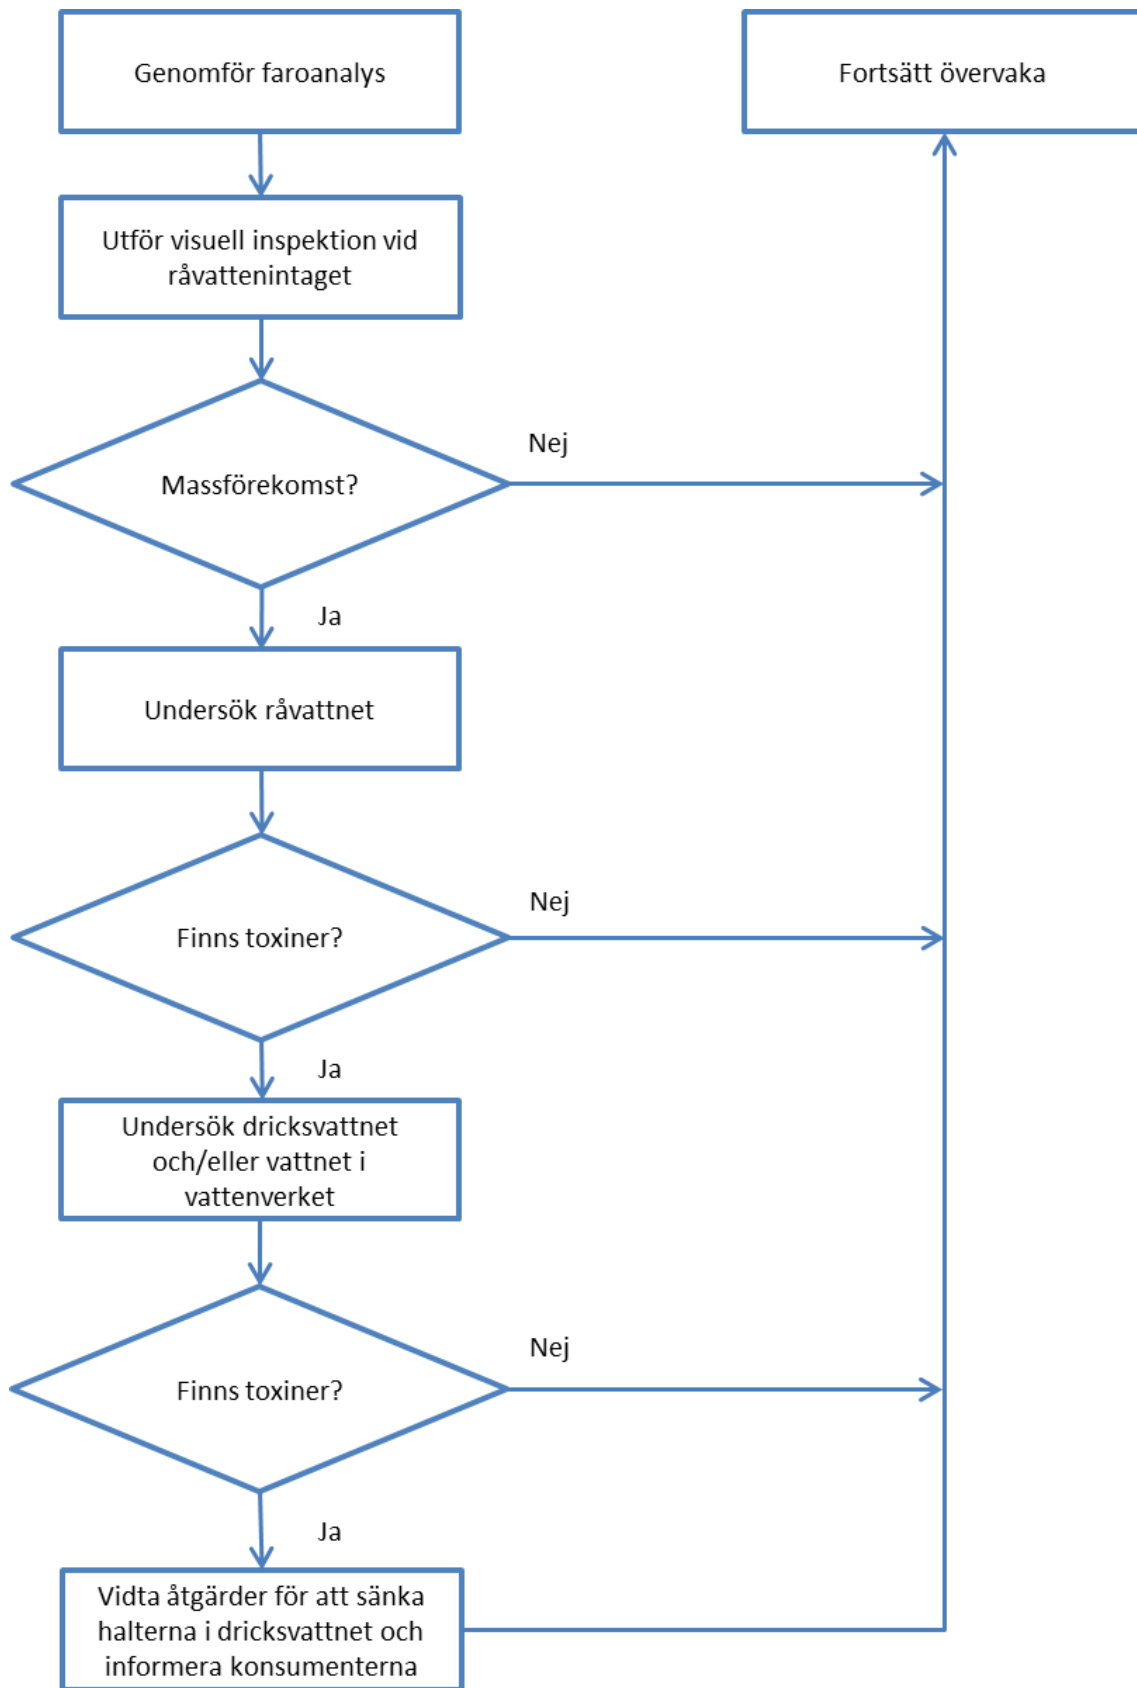 Genomför faroanalys
Fortsätt övervaka
Utför visuell inspektion vid
råvattenintaget
Massförekomst?
Nej
Ja
Undersök råvattnet
Finns toxiner?
Nej
Ja
Undersök dricksvattnet
och/eller vattnet i
vattenverket
Finns toxiner?
Nej
Ja
Vidta åtgärder för att sänka
halterna i dricksvattnet och
informera konsumenterna